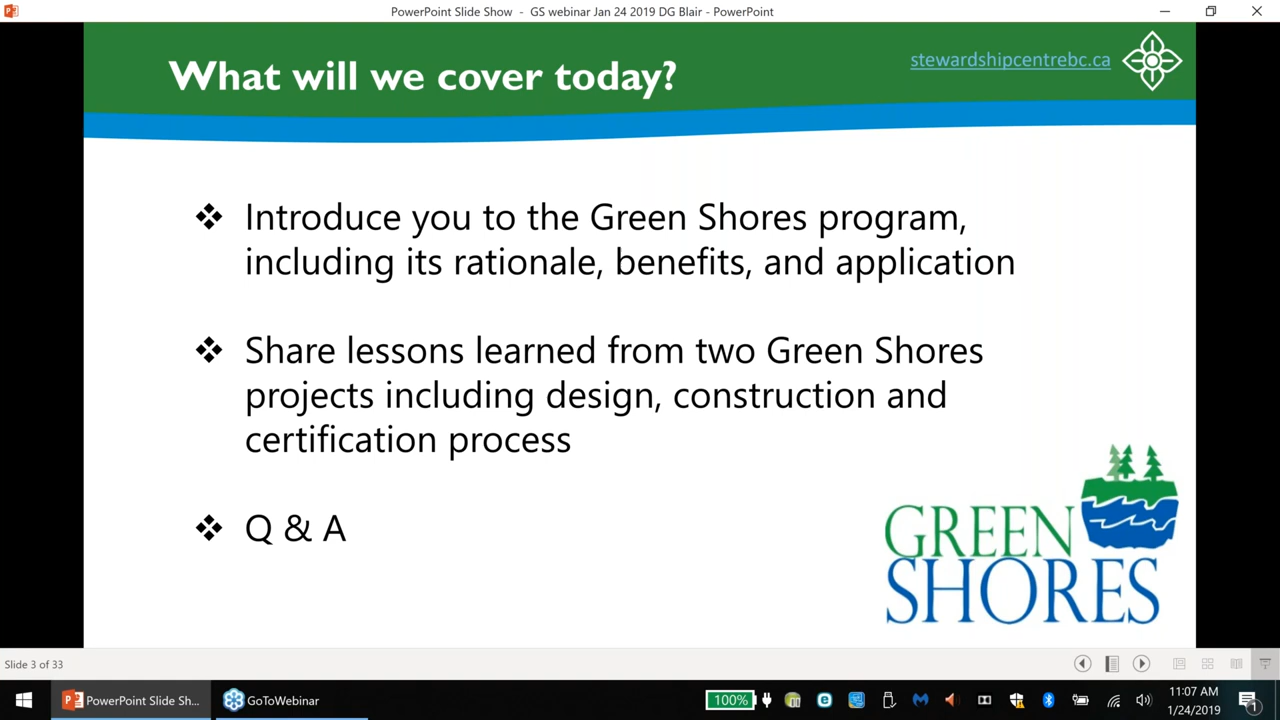 PowerPoint Slide Show - GS webinar Jan 24 2019 DG Blair - PowerPoint
What will we cover today?
stewardshipcentrebc.ca
❖ Introduce you to the Green Shores program,
including its rationale, benefits, and application
❖ Share lessons learned from two Green Shores
projects including design, construction and
certification process
❖ Q & A
GREEN
SHORES
Slide 3 of 33
PowerPoint Slide Sh...
GoToWebinar
100%
11:07 AM
1/24/2019
1